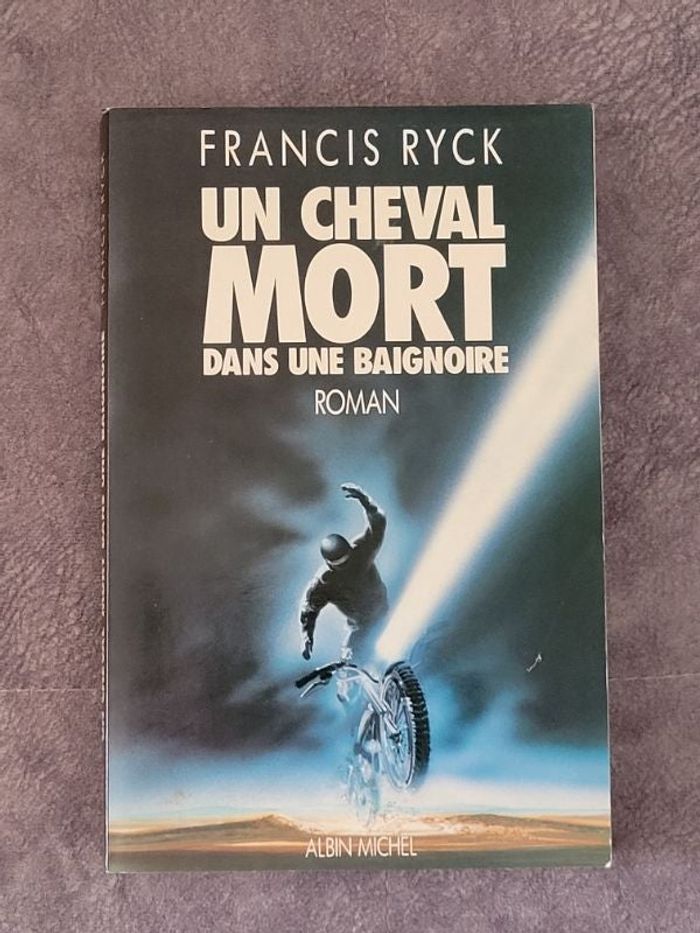 FRANCIS RYCK
UN CHEVAL
MORT
DANS UNE BAIGNOIRE
ROMAN
ALBIN MICHEL